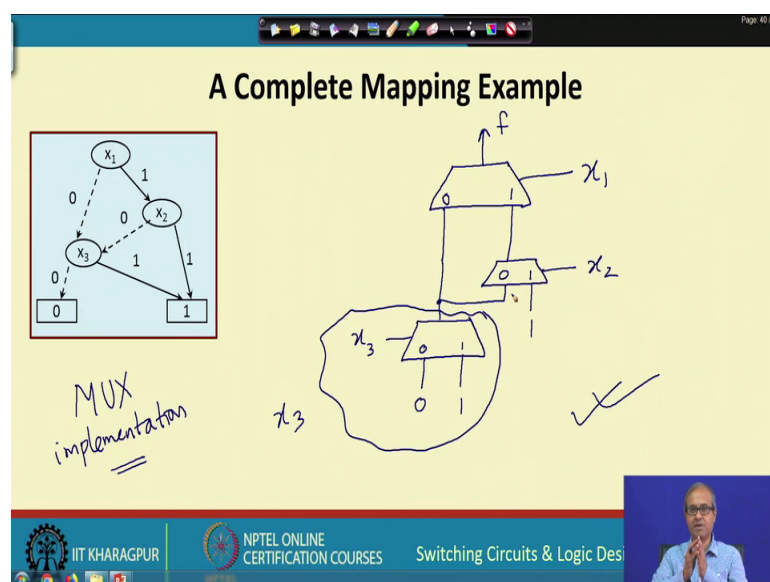 Page: 40 /
A Complete Mapping Example
x1
1
0
0
x2
x3
0
1
1
0
1
f
0 1
x1
0 1
x2
1
x3
0 1
0 1
x3
MUX
implementation
IIT KHARAGPUR
NPTEL ONLINE
CERTIFICATION COURSES
Switching Circuits & Logic Desi